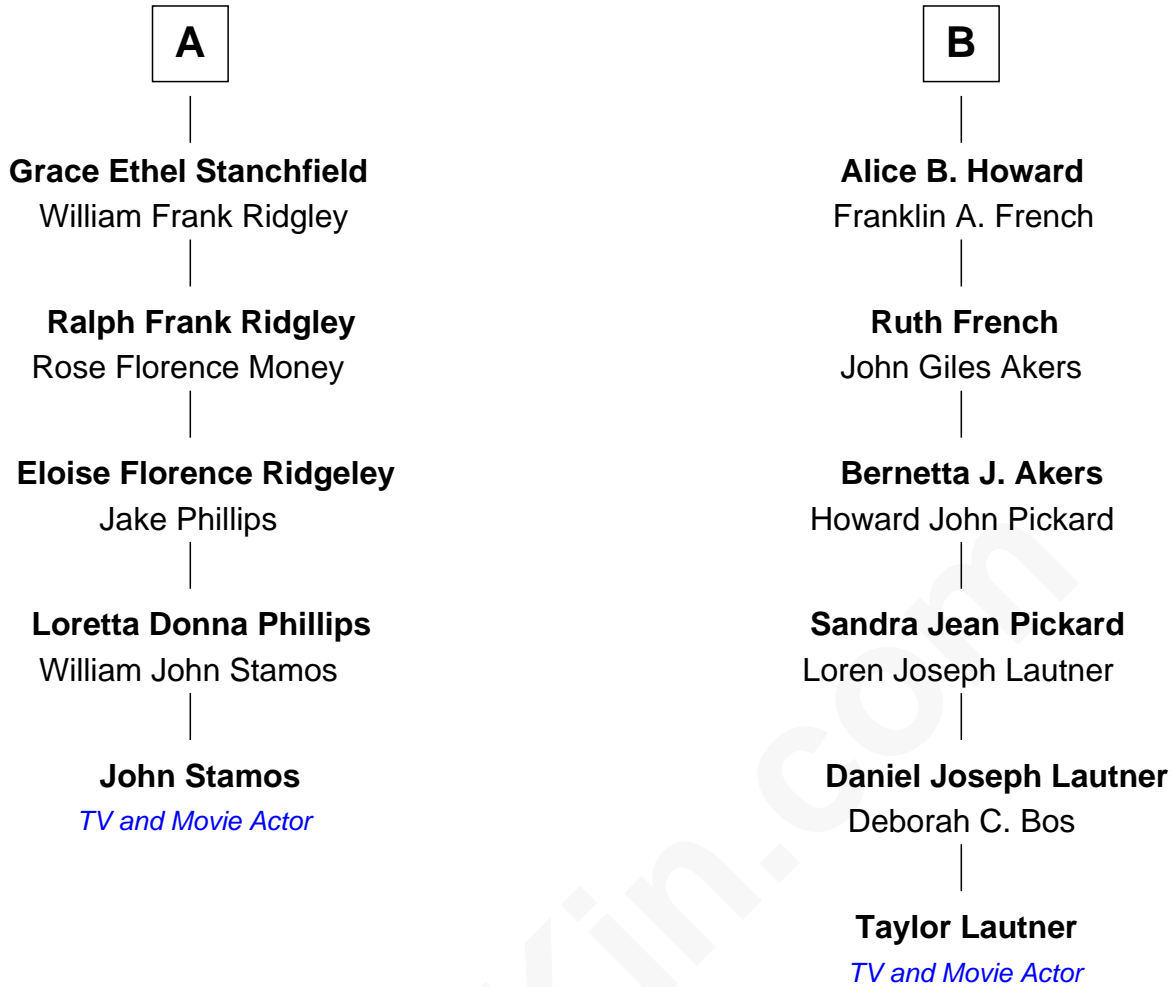 A
Grace Ethel Stanchfield
William Frank Ridgley
Ralph Frank Ridgley
Rose Florence Money
Eloise Florence Ridgeley
Jake Phillips
Loretta Donna Phillips
William John Stamos
John Stamos
TV and Movie Actor
B
Alice B. Howard
Franklin A. French
Ruth French
John Giles Akers
Bernetta J. Akers
Howard John Pickard
Sandra Jean Pickard
Loren Joseph Lautner
Daniel Joseph Lautner
Deborah C. Bos
Taylor Lautner
TV and Movie Actor